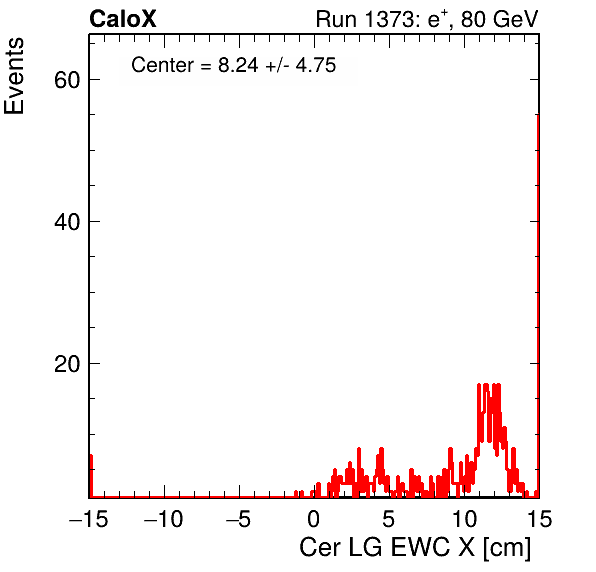 CaloX Run 1373: e⁺, 80 GeV
Center = 8.24 +/- 4.75
Events
60
40
20
−15 −10 −5 0 5 10 15
Cer LG EWC X [cm]